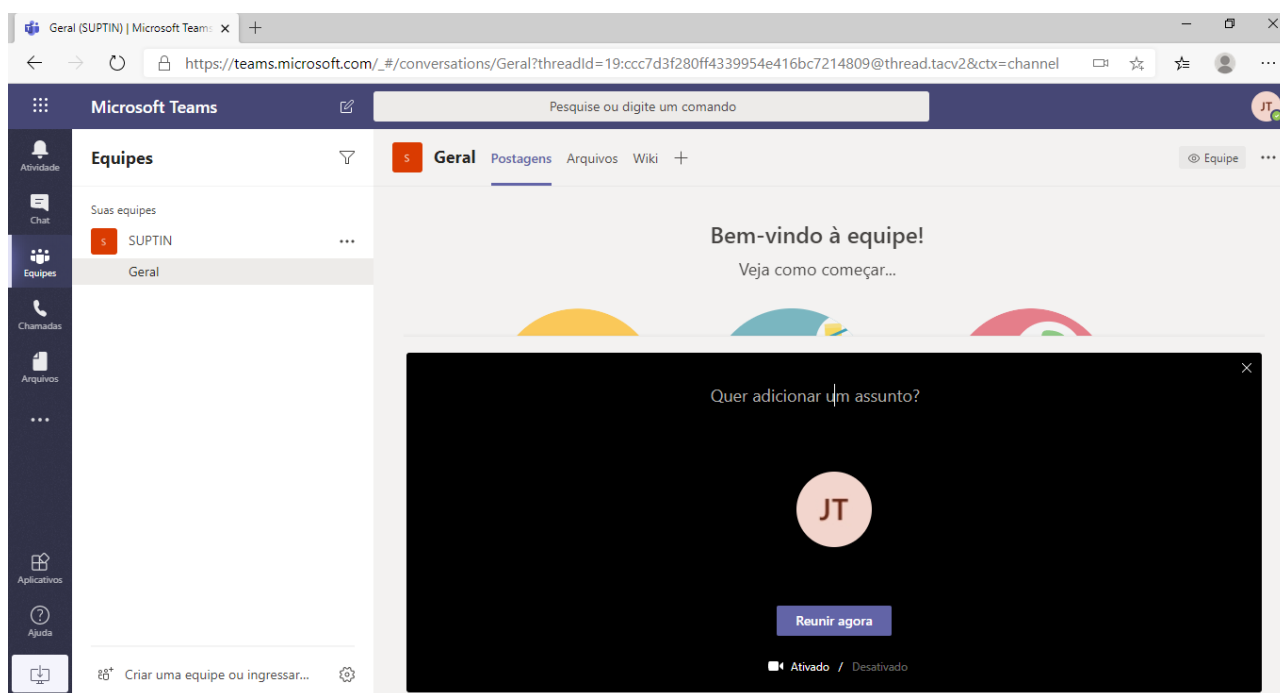 Geral (SUPTIN) | Microsoft Teams
https://teams.microsoft.com/_#/conversations/Geral?threadId=19:ccc7d3f280ff4339954e416bc7214809@thread.tacv2&ctx=channel
Microsoft Teams
Pesquise ou digite um comando
JT
Atividade
Chat
Equipes
Chamadas
Arquivos
Aplicativos
Ajuda
Equipes
Suas equipes
S SUPTIN
Geral
Criar uma equipe ou ingressar...
S Geral Postagens Arquivos Wiki
Equipe
Bem-vindo à equipe!
Veja como começar...
Quer adicionar um assunto?
JT
Reunir agora
Ativado / Desativado